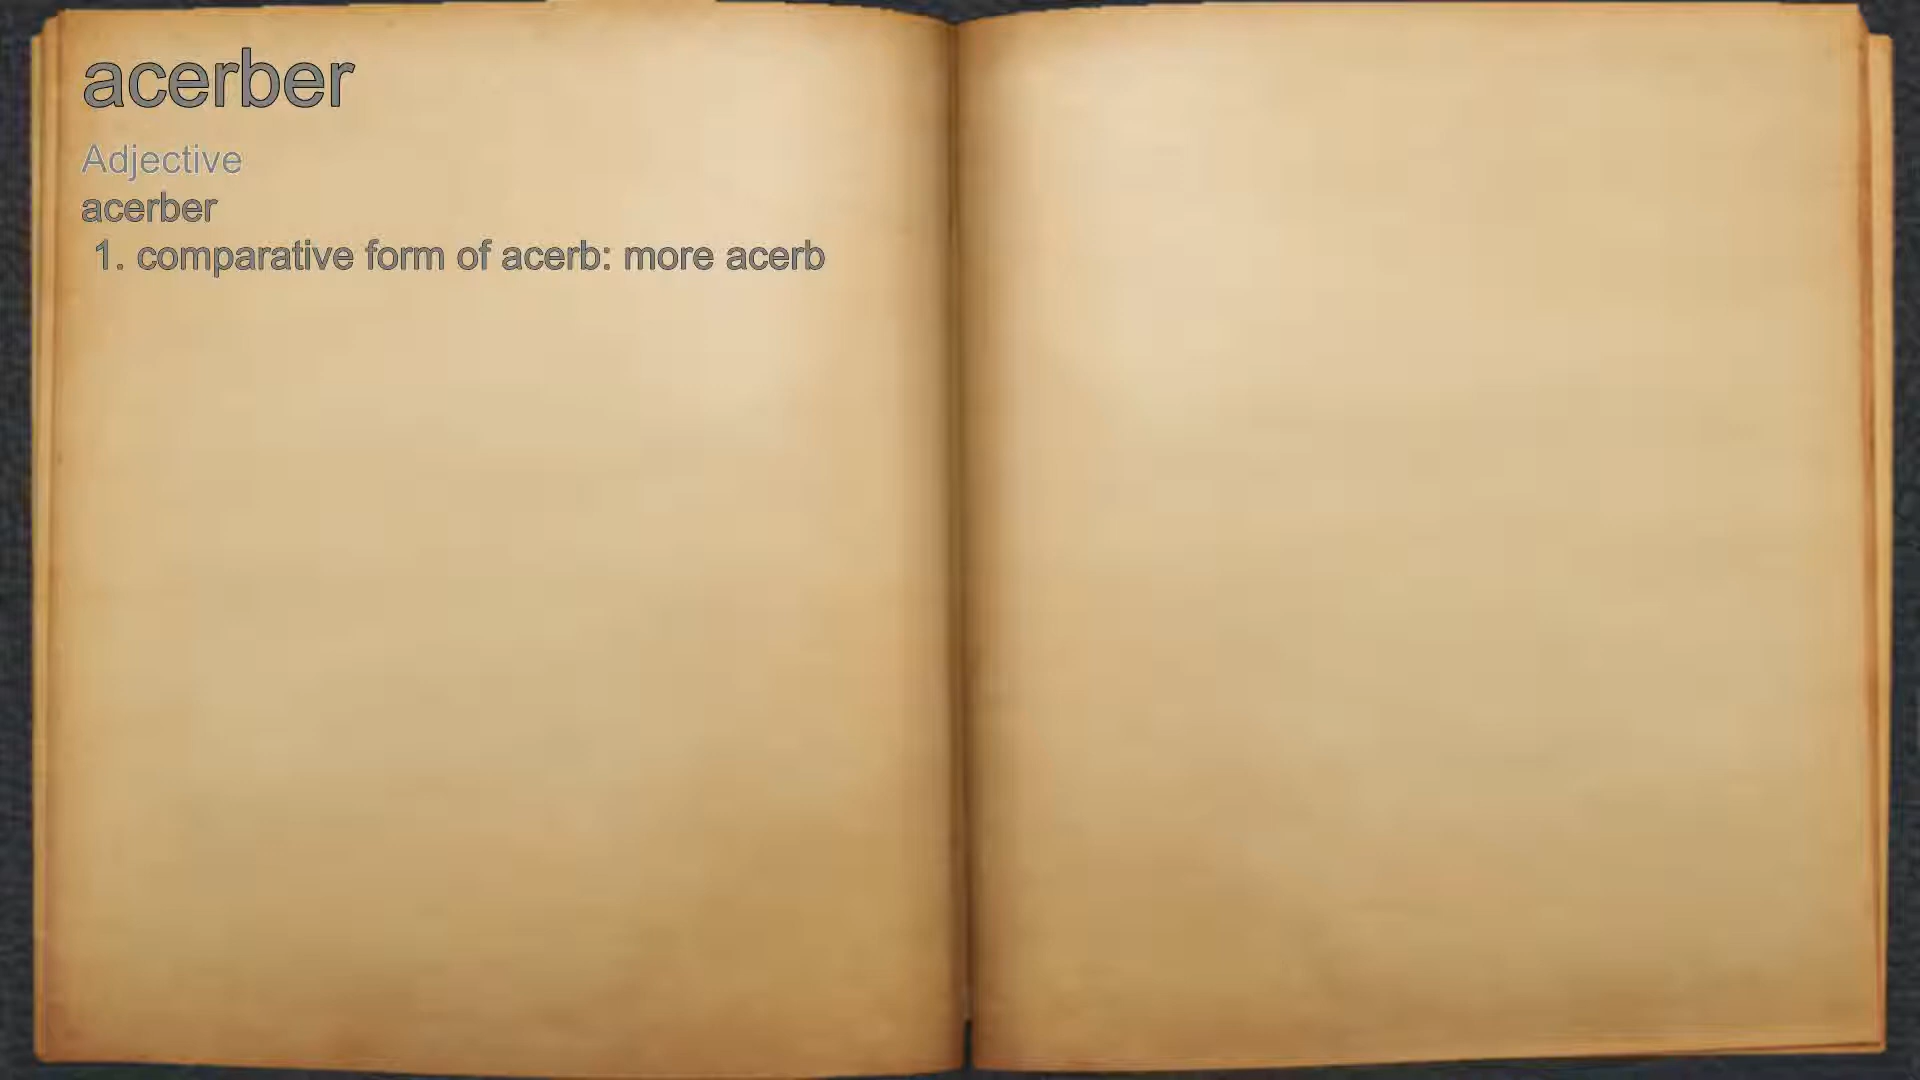 acerber
Adjective
acerber
1. comparative form of acerb: more acerb